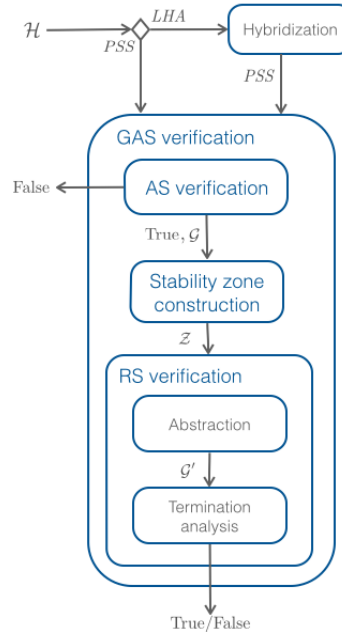 LHA
ℋ
Hybridization
PSS
PSS
GAS verification
False
AS verification
True, 𝒢
Stability zone
construction
𝒵
RS verification
Abstraction
𝒢′
Termination
analysis
True/False